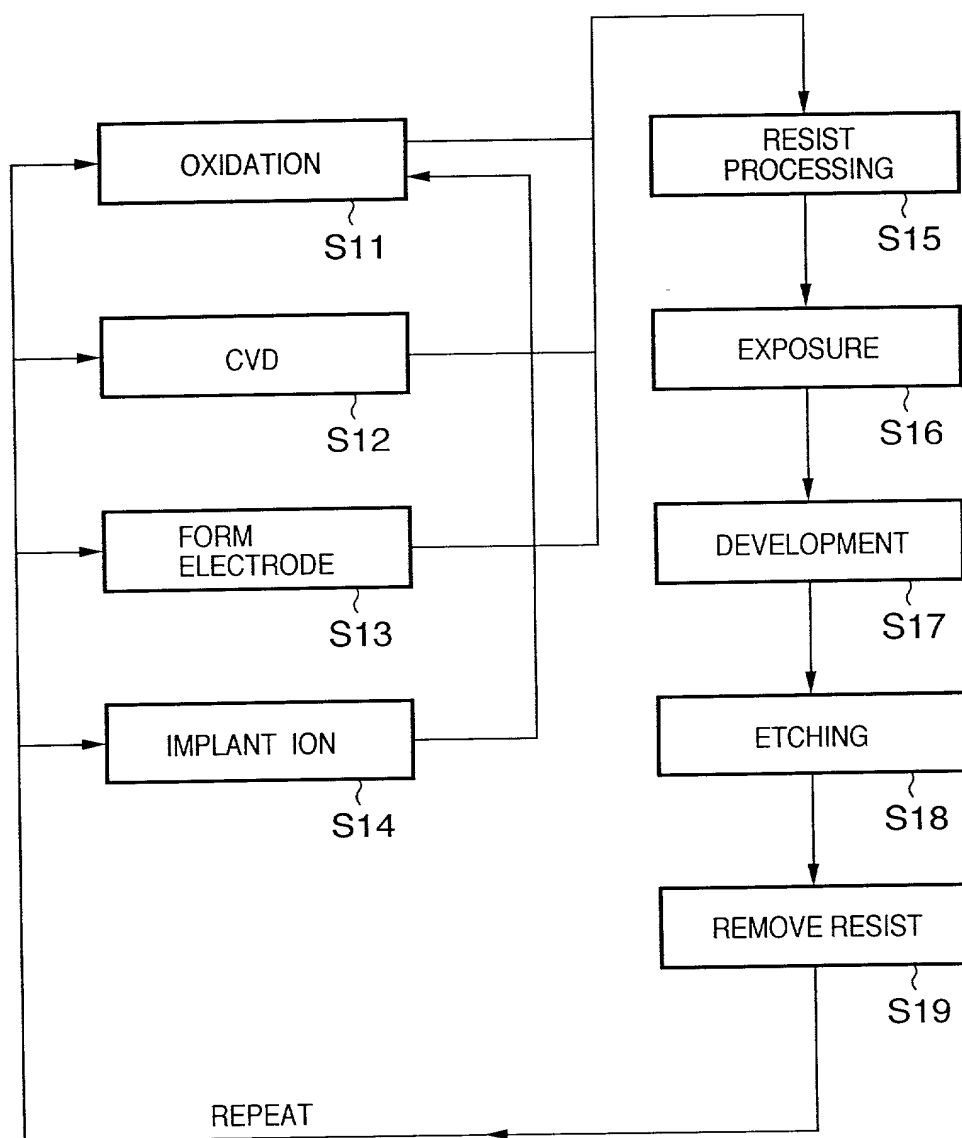 OXIDATION
S11
CVD
S12
FORM
ELECTRODE
S13
IMPLANT ION
S14
RESIST
PROCESSING
S15
EXPOSURE
S16
DEVELOPMENT
S17
ETCHING
S18
REMOVE RESIST
S19
REPEAT